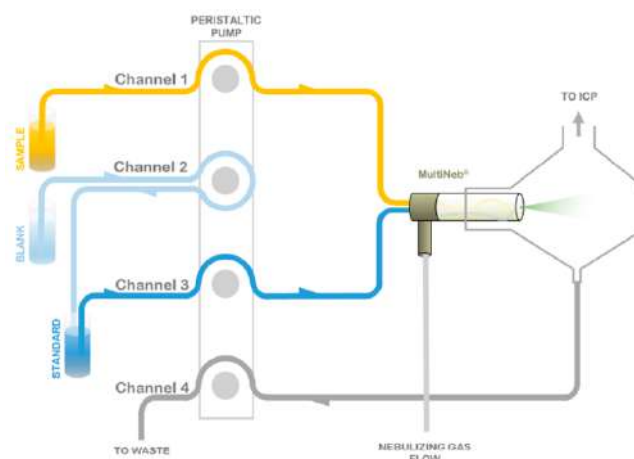 PERISTALTIC
PUMP
Channel 1
TO ICP
SAMPLE
Channel 2
MultiNeb®
BLANK
Channel 3
STANDARD
Channel 4
TO WASTE
NEBULIZING GAS
FLOW